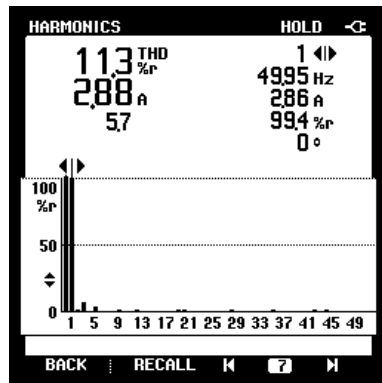 HARMONICS HOLD
11.3 THD %r
2.88 A
5.7
1
49.95 Hz
2.86 A
99.4 %r
0 °
100
%r
50
0
1 5 9 13 17 21 25 29 33 37 41 45 49
BACK RECALL 7